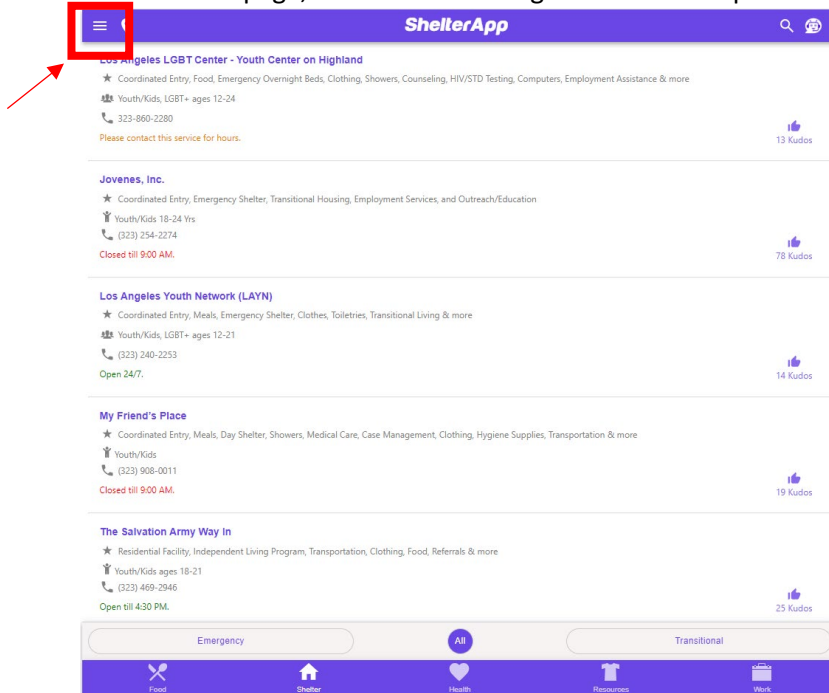 ShelterApp
Los Angeles LGBT Center - Youth Center on Highland
Coordinated Entry, Food, Emergency Overnight Beds, Clothing, Showers, Counseling, HIV/STD Testing, Computers, Employment Assistance & more
Youth/Kids, LGBT+ ages 12-24
323-860-2280
Please contact this service for hours.
13 Kudos
Jovenes, Inc.
Coordinated Entry, Emergency Shelter, Transitional Housing, Employment Services, and Outreach/Education
Youth/Kids 18-24 Yrs
(323) 254-2274
Closed till 9:00 AM.
78 Kudos
Los Angeles Youth Network (LAYN)
Coordinated Entry, Meals, Emergency Shelter, Clothes, Toiletries, Transitional Living & more
Youth/Kids, LGBT+ ages 12-21
(323) 240-2253
Open 24/7.
14 Kudos
My Friend's Place
Coordinated Entry, Meals, Day Shelter, Showers, Medical Care, Case Management, Clothing, Hygiene Supplies, Transportation & more
Youth/Kids
(323) 908-0011
Closed till 9:00 AM.
19 Kudos
The Salvation Army Way In
Residential Facility, Independent Living Program, Transportation, Clothing, Food, Referrals & more
Youth/Kids ages 18-21
(323) 469-2946
Open till 4:30 PM.
25 Kudos
Emergency All Transitional
Food Shelter Health Resources Work